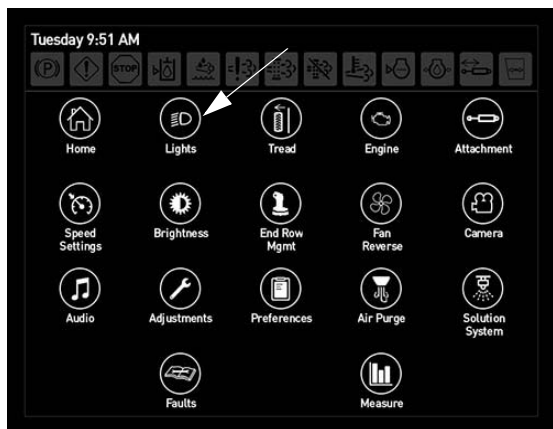 Tuesday 9:51 AM
(P) STOP
Home Lights Tread Engine Attachment
Speed Brightness End Row Fan Camera
Settings Mgmt Reverse
Audio Adjustments Preferences Air Purge Solution
System
Faults Measure